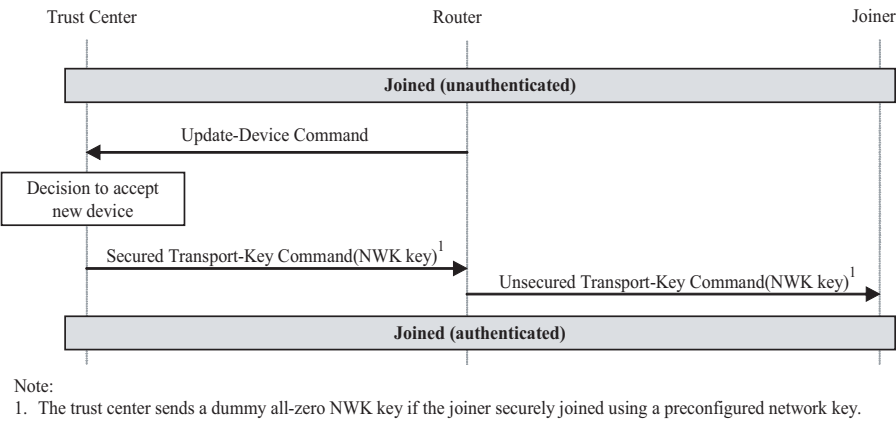 Trust Center Router Joiner
Joined (unauthenticated)
Update-Device Command
Decision to accept
new device
Secured Transport-Key Command(NWK key)1
Unsecured Transport-Key Command(NWK key)1
Joined (authenticated)
Note:
1. The trust center sends a dummy all-zero NWK key if the joiner securely joined using a preconfigured network key.